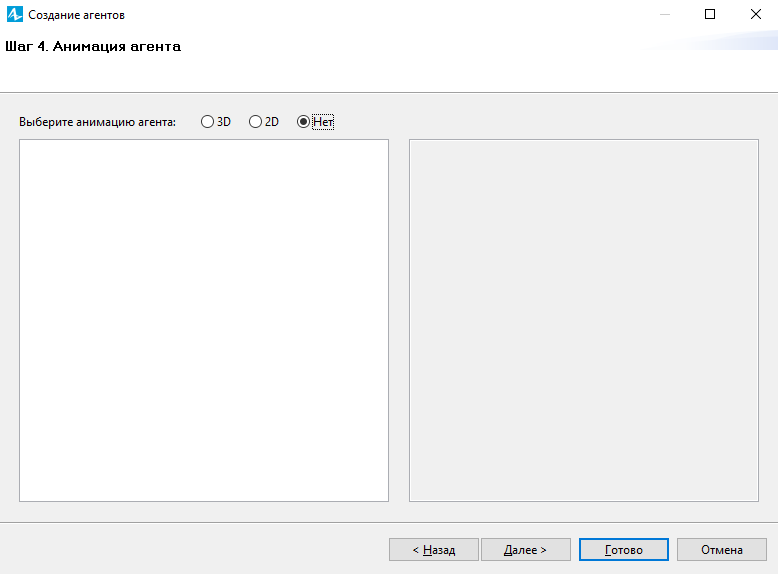 Создание агентов
Шаг 4. Анимация агента
Выберите анимацию агента: 3D 2D Нет
< Назад Далее > Готово Отмена